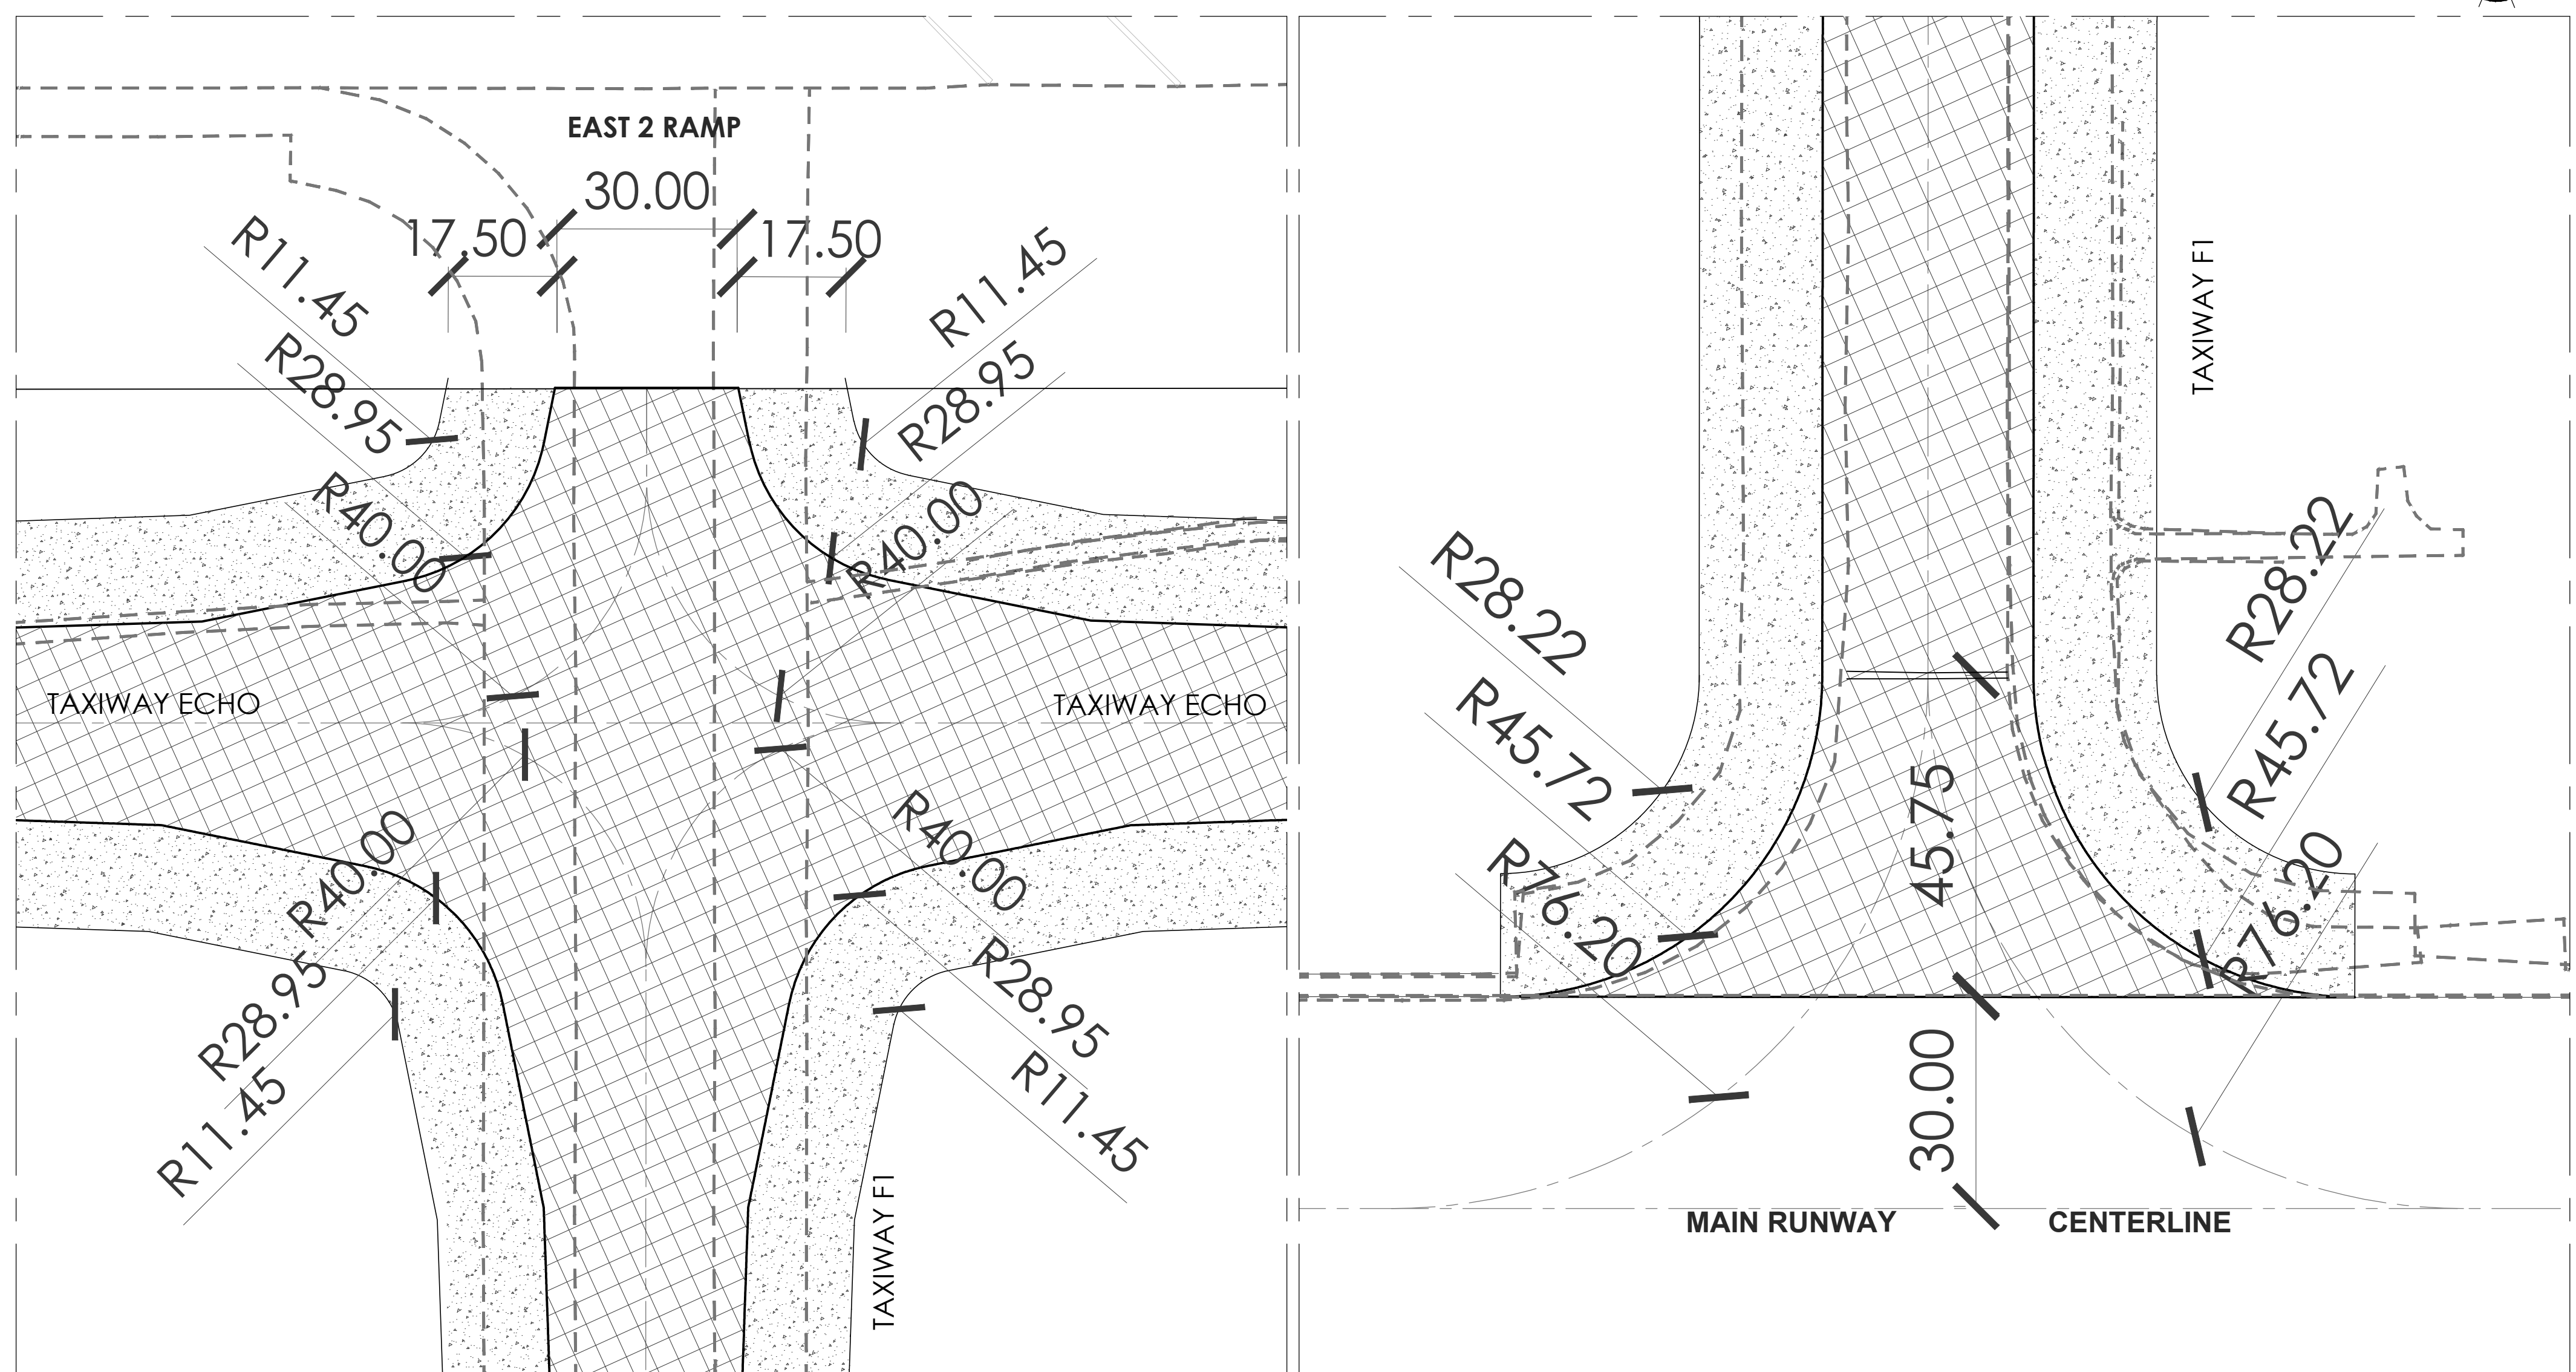 EAST 2 RAMP
30.00
17.50
17.50
R11.45
R28.95
R40.00
R11.45
R28.95
R40.00
TAXIWAY ECHO
TAXIWAY ECHO
R40.00
R28.95
R11.45
R40.00
R28.95
R11.45
TAXIWAY F1
TAXIWAY F1
R28.22
R45.72
R76.20
R28.22
R45.72
R76.20
45.75
30.00
MAIN RUNWAY CENTERLINE